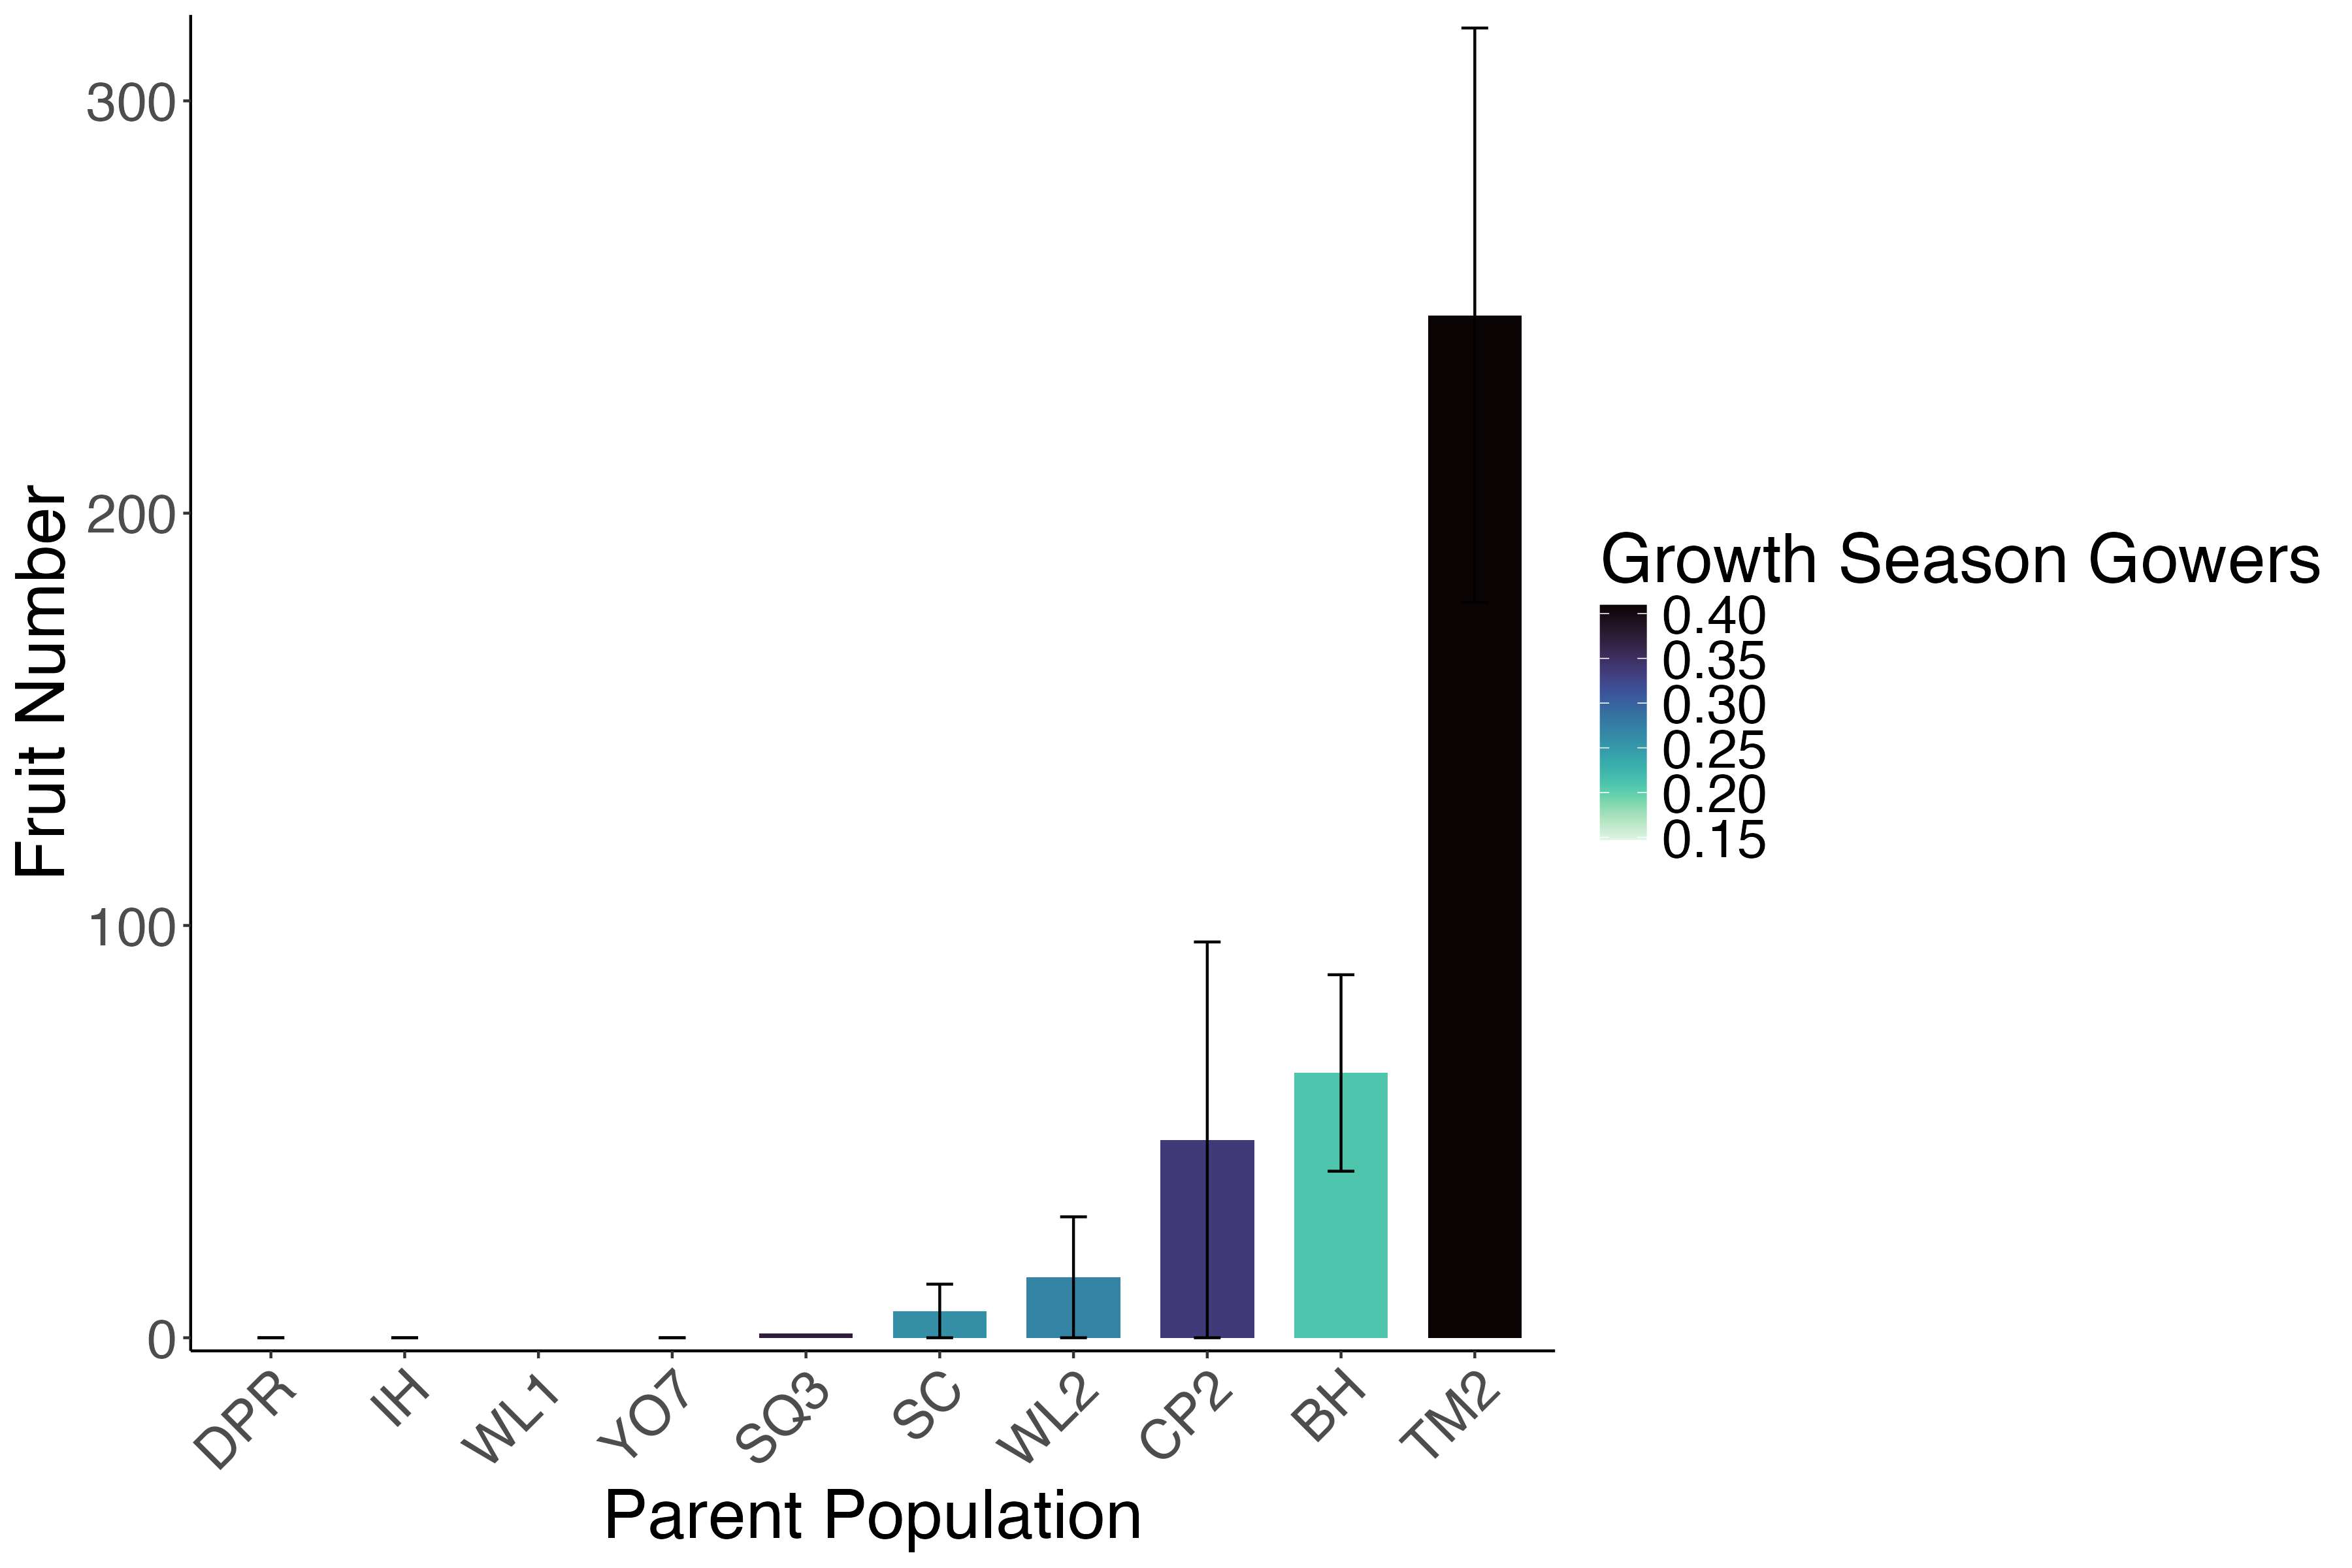 Fruit Number
300
200
100
0
DPR
IH
WL1
YO7
SQ3
SC
WL2
CP2
BH
TM2
Parent Population
Growth Season Gowers
0.40
0.35
0.30
0.25
0.20
0.15